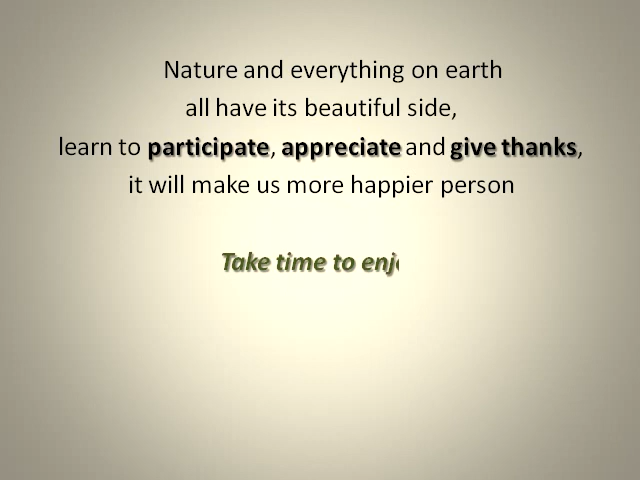 Nature and everything on earth
all have its beautiful side,
learn to participate, appreciate and give thanks,
it will make us more happier person
Take time to enj